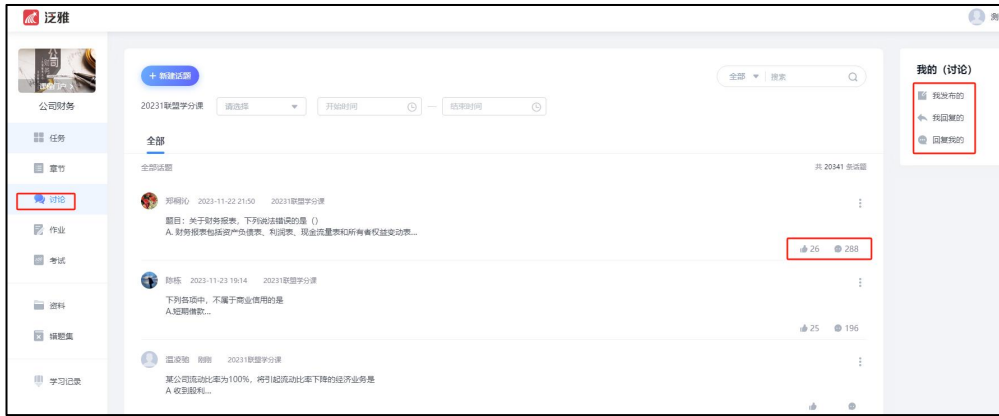 泛雅
公司财务
任务
章节
讨论
作业
考试
资料
错题集
学习记录
+ 新建话题
全部 搜索
20231联盟学分课 请选择 开始时间 — 结束时间
全部
全部话题 共 20341 条话题
郑桐沁 2023-11-22 21:50 20231联盟学分课
题目：关于财务报表，下列说法错误的是（）
A. 财务报表包括资产负债表、利润表、现金流量表和所有者权益变动表...
26 288
陈栋 2023-11-23 19:14 20231联盟学分课
下列各项中，不属于商业信用的是
A.短期借款...
25 196
刚刚 20231联盟学分课
某公司流动比率为100%，将引起流动比率下降的经济业务是
A 收到股利...
我的（讨论）
我发布的
我回复的
回复我的